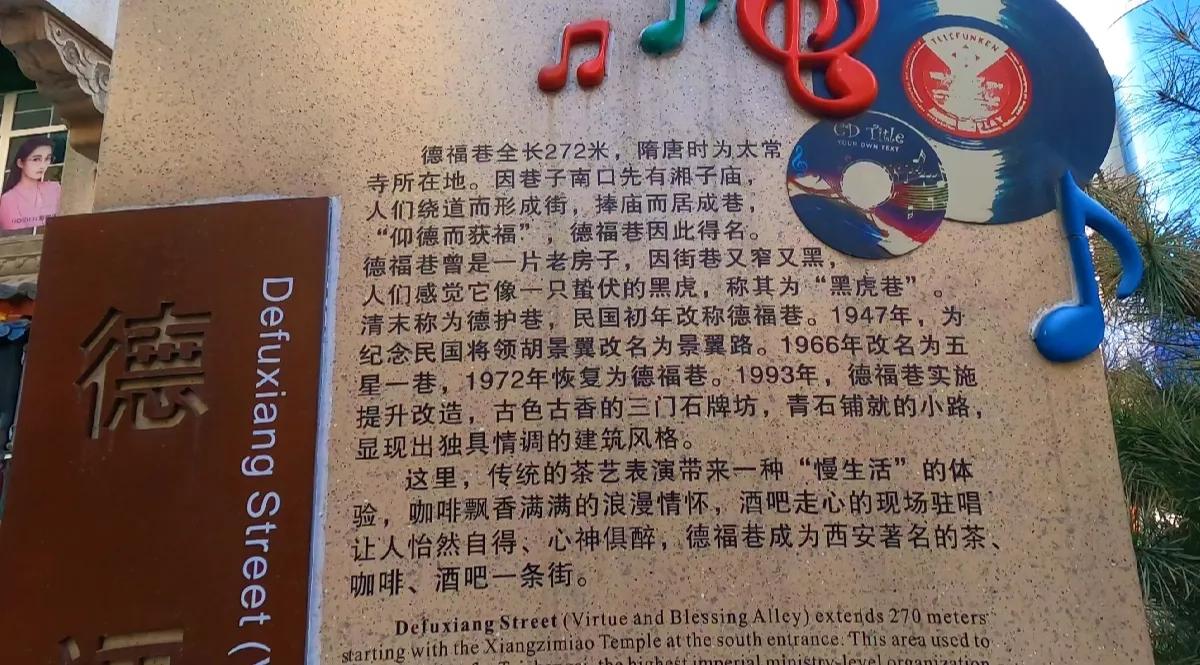 TELEFUNKEN
PLAY
CD Title
YOUR OWN TEXT
德福巷全长272米，隋唐时为太常
寺所在地。因巷子南口先有湘子庙，
人们绕道而形成街，捧庙而居成巷，
“仰德而获福”，德福巷因此得名。
德福巷曾是一片老房子，因街巷又窄又黑，
人们感觉它像一只蛰伏的黑虎，称其为“黑虎巷”。
清末称为德护巷，民国初年改称德福巷。1947年，为
纪念民国将领胡景翼改名为景翼路。1966年改名为五
星一巷，1972年恢复为德福巷。1993年，德福巷实施
提升改造，古色古香的三门石牌坊，青石铺就的小路，
显现出独具情调的建筑风格。
这里，传统的茶艺表演带来一种“慢生活”的体
验，咖啡飘香满满的浪漫情怀，酒吧走心的现场驻唱
让人怡然自得、心神俱醉，德福巷成为西安著名的茶、
咖啡、酒吧一条街。
Defuxiang Street (Virtue and Blessing Alley) extends 270 meters
starting with the Xiangzimiao Temple at the south entrance. This area used to
the highest imperial ministry-level organization
德
Defuxiang Street (